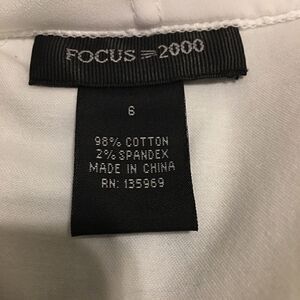 FOCUS 2000
6
98% COTTON
2% SPANDEX
MADE IN CHINA
RN: 135969